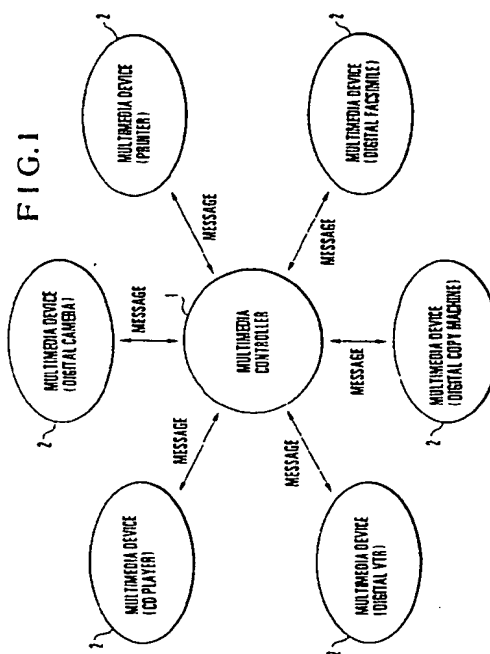 FIG.1
2
MULTIMEDIA DEVICE
(DIGITAL CAMERA)
2
MULTIMEDIA DEVICE
(CD PLAYER)
2
MULTIMEDIA DEVICE
(PRINTER)
MESSAGE
MESSAGE
MESSAGE
1
MULTIMEDIA
CONTROLLER
MESSAGE
MESSAGE
MESSAGE
2
MULTIMEDIA DEVICE
(DIGITAL VTR)
2
MULTIMEDIA DEVICE
(DIGITAL COPY MACHINE)
2
MULTIMEDIA DEVICE
(DIGITAL FACSIMILE)